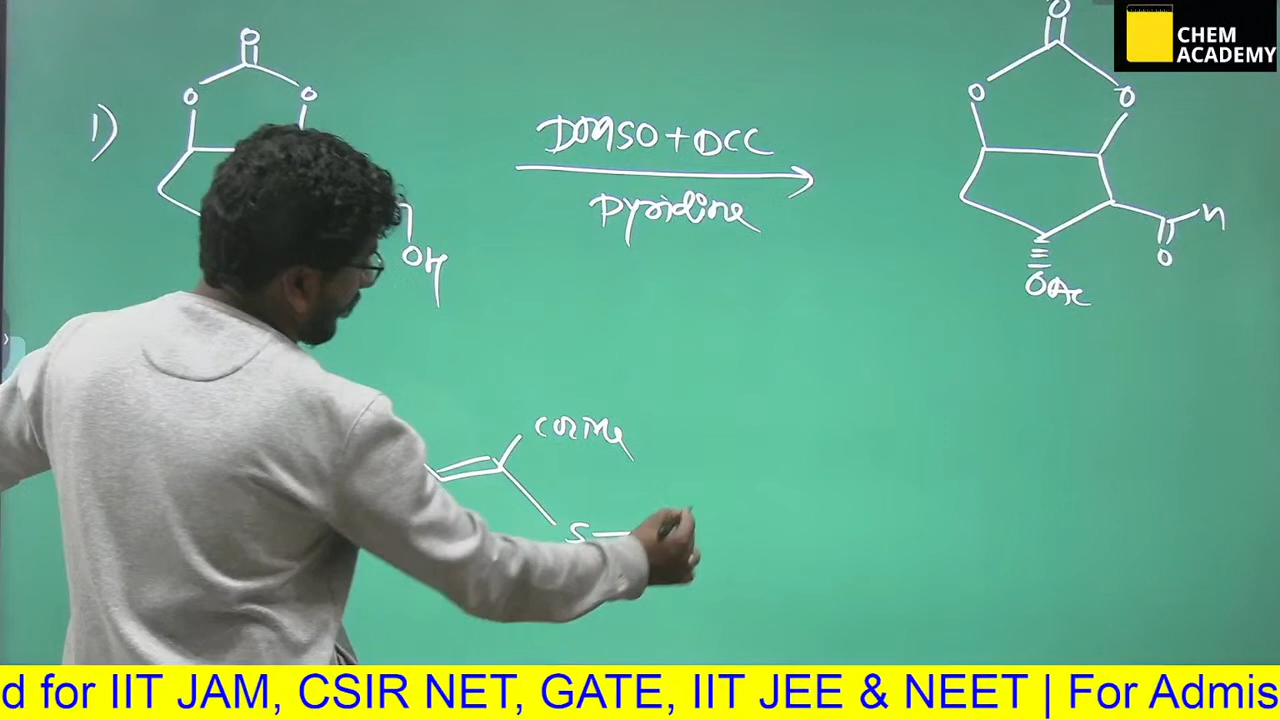 CHEM
ACADEMY
1)
O
O
O
OH
DMSO + DCC
Pyridine
O
O
O
H
O
OAc
CO2Me
S
d for IIT JAM, CSIR NET, GATE, IIT JEE & NEET | For Admis